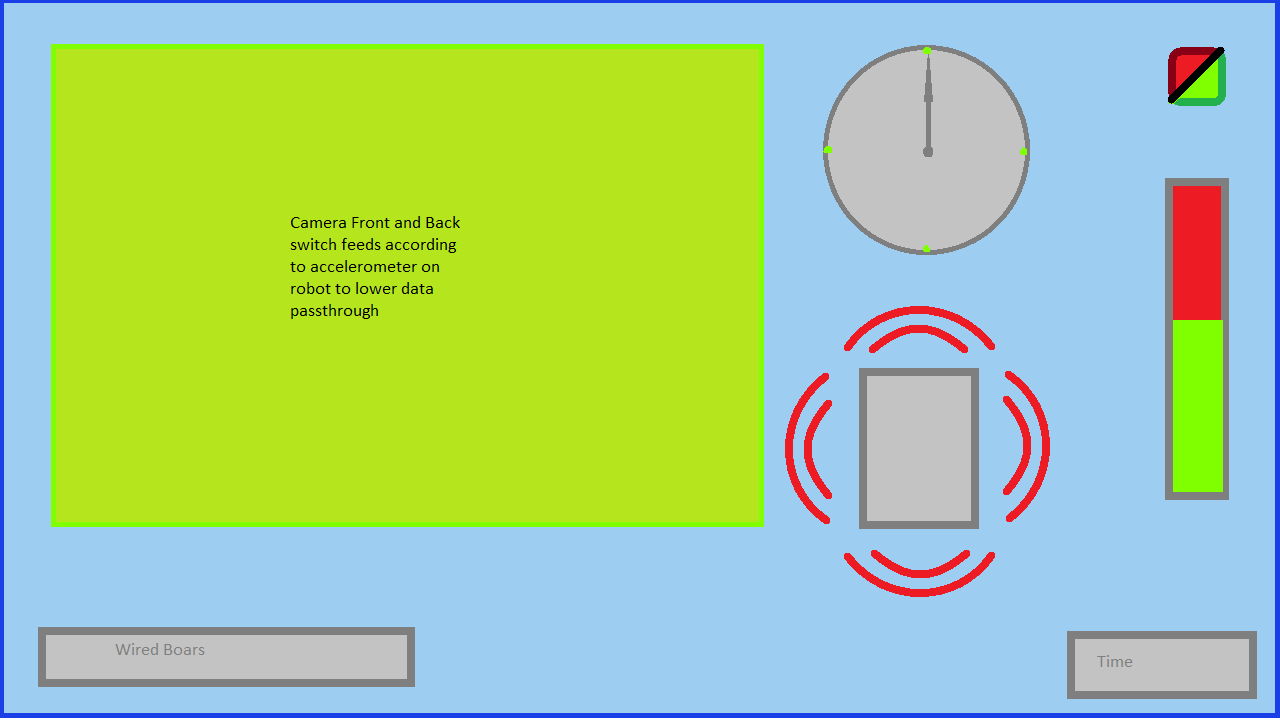 Camera Front and Back
switch feeds according
to accelerometer on
robot to lower data
passthrough
Wired Boars
Time